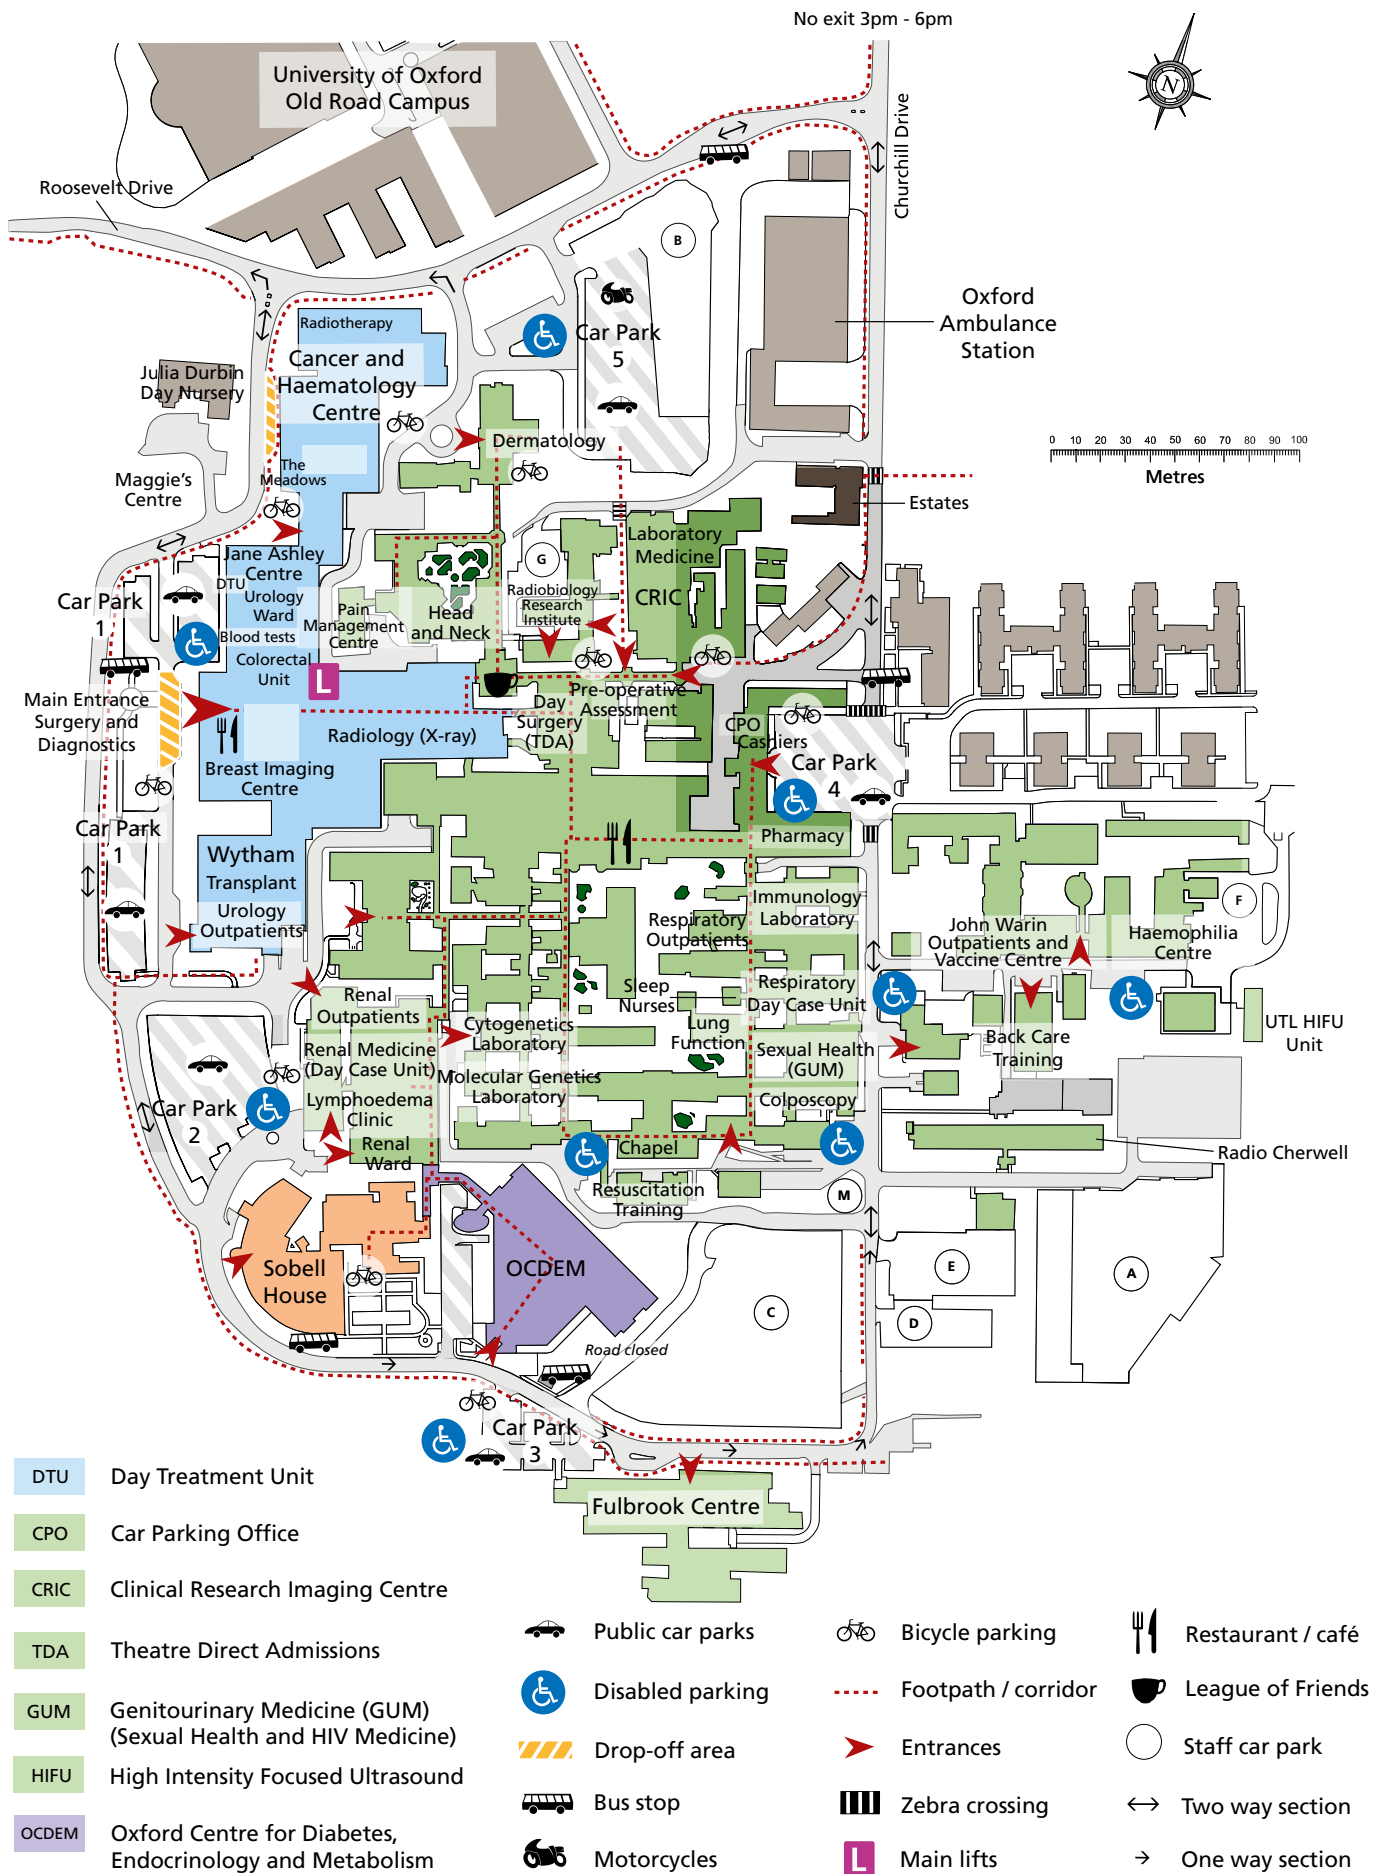 No exit 3pm - 6pm
University of Oxford
Old Road Campus
N
Churchill Drive
Roosevelt Drive
B
Oxford
Ambulance
Station
Radiotherapy
Cancer and
Haematology
Centre
Car Park
5
Julia Durbin
Day Nursery
Dermatology
0 10 20 30 40 50 60 70 80 90 100
Metres
The
Meadows
Maggie's
Centre
Estates
Laboratory
Medicine
Jane Ashley
Centre
G
DTU
Urology
Ward
Car Park
1
Radiobiology
Research
Institute
CRIC
Pain
Management
Centre
Head
and Neck
Blood tests
Colorectal
Unit
L
Main Entrance
Surgery and
Diagnostics
Pre-operative
Assessment
Day
Surgery
(TDA)
CPO
Cashiers
Radiology (X-ray)
Car Park
4
Breast Imaging
Centre
Car Park
1
Pharmacy
Wytham
Transplant
Urology
Outpatients
Immunology
Laboratory
F
Respiratory
Outpatients
John Warin
Outpatients and
Vaccine Centre
Haemophilia
Centre
Sleep
Nurses
Respiratory
Day Case Unit
Renal
Outpatients
Cytogenetics
Laboratory
Lung
Function
UTL HIFU
Unit
Back Care
Training
Renal Medicine
(Day Case Unit)
Sexual Health
(GUM)
Molecular Genetics
Laboratory
Car Park
2
Lymphoedema
Clinic
Colposcopy
Renal
Ward
Chapel
Radio Cherwell
Resuscitation
Training
M
Sobell
House
OCDEM
E
A
C
D
Road closed
Car Park
3
Fulbrook Centre
DTU Day Treatment Unit
CPO Car Parking Office
CRIC Clinical Research Imaging Centre
TDA Theatre Direct Admissions
GUM Genitourinary Medicine (GUM)
(Sexual Health and HIV Medicine)
HIFU High Intensity Focused Ultrasound
OCDEM Oxford Centre for Diabetes,
Endocrinology and Metabolism
Public car parks
Disabled parking
Drop-off area
Bus stop
Motorcycles
Bicycle parking
Footpath / corridor
Entrances
Zebra crossing
L Main lifts
Restaurant / café
League of Friends
Staff car park
Two way section
One way section